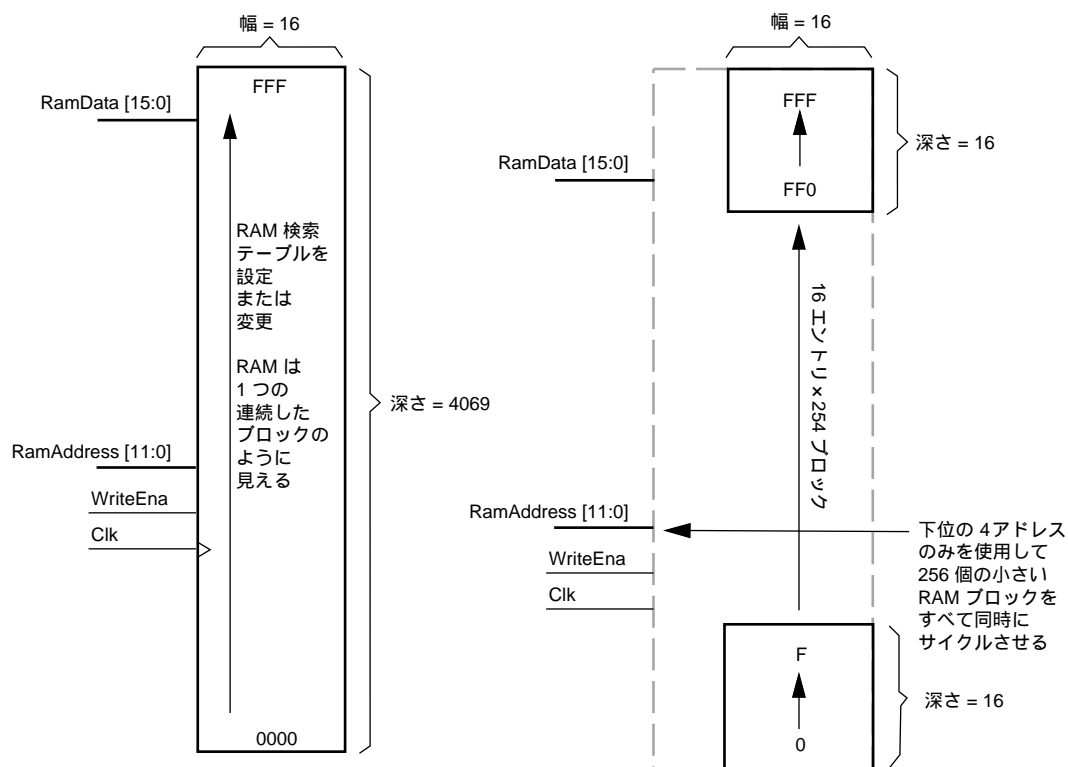 幅 = 16
FFF
RamData [15:0]
RAM 検索
テーブルを
設定
または
変更
RAM は
1 つの
連続した
ブロックの
ように
見える
深さ = 4069
RamAddress [11:0]
WriteEna
Clk
0000
幅 = 16
FFF
FF0
深さ = 16
RamData [15:0]
16 エントリ × 254 ブロック
RamAddress [11:0]
WriteEna
Clk
下位の 4アドレス
のみを使用して
256 個の小さい
RAM ブロックを
すべて同時に
サイクルさせる
F
0
深さ = 16